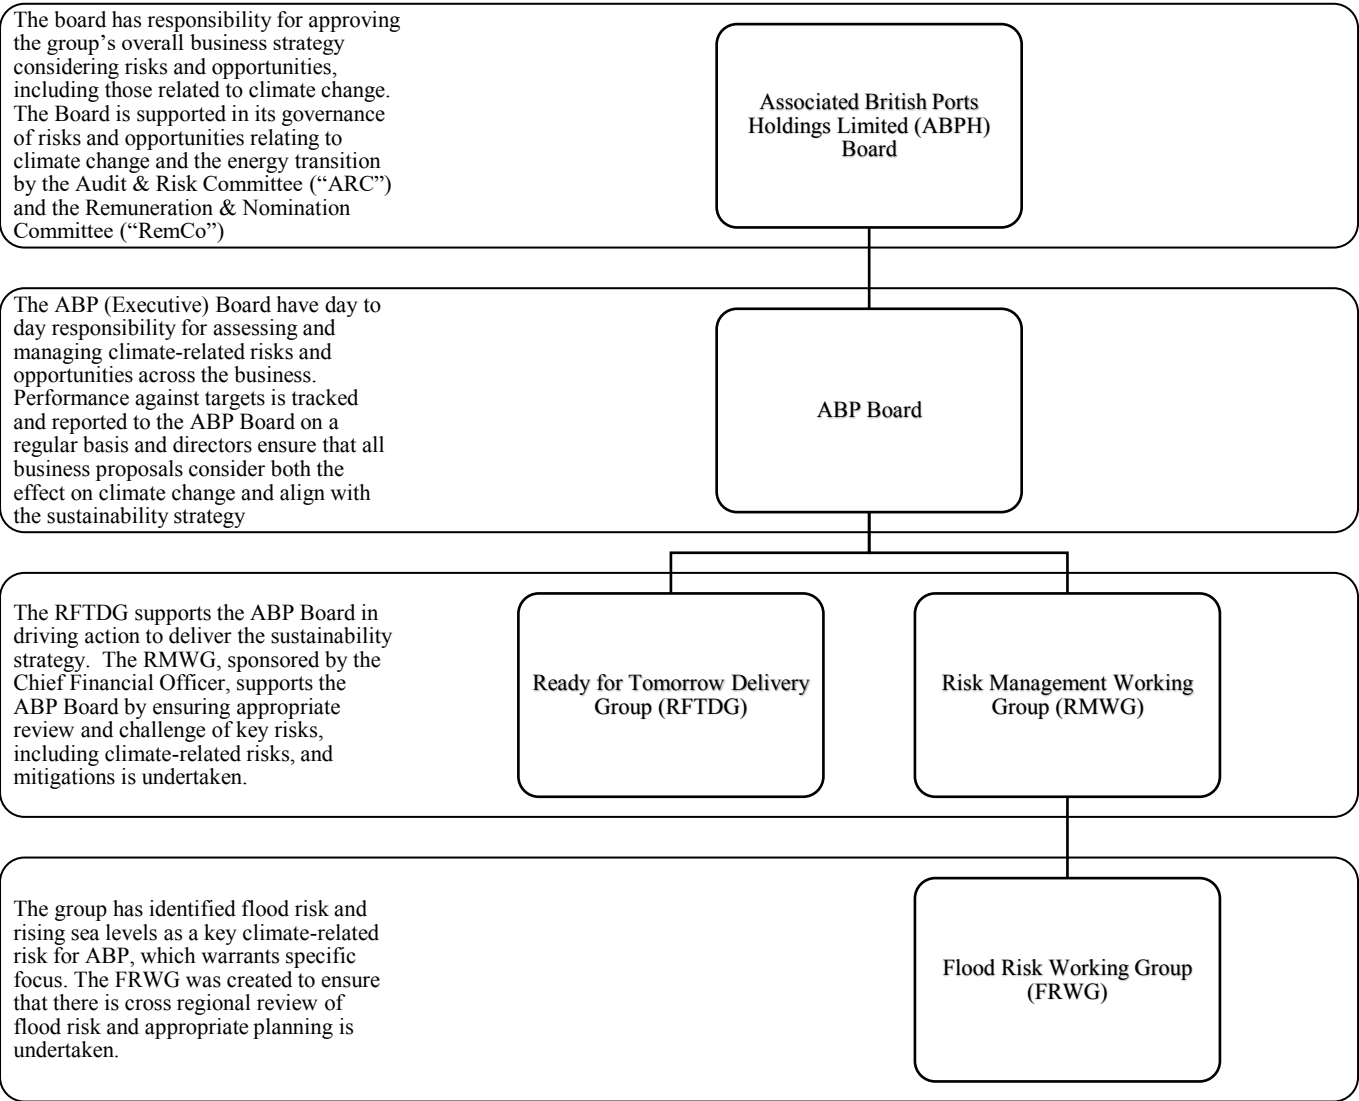 The board has responsibility for approving
the group’s overall business strategy
considering risks and opportunities,
including those related to climate change.
The Board is supported in its governance
of risks and opportunities relating to
climate change and the energy transition
by the Audit & Risk Committee (“ARC”)
and the Remuneration & Nomination
Committee (“RemCo”)
Associated British Ports
Holdings Limited (ABPH)
Board
The ABP (Executive) Board have day to
day responsibility for assessing and
managing climate-related risks and
opportunities across the business.
Performance against targets is tracked
and reported to the ABP Board on a
regular basis and directors ensure that all
business proposals consider both the
effect on climate change and align with
the sustainability strategy
ABP Board
The RFTDG supports the ABP Board in
driving action to deliver the sustainability
strategy.  The RMWG, sponsored by the
Chief Financial Officer, supports the
ABP Board by ensuring appropriate
review and challenge of key risks,
including climate-related risks, and
mitigations is undertaken.
Ready for Tomorrow Delivery
Group (RFTDG)
Risk Management Working
Group (RMWG)
The group has identified flood risk and
rising sea levels as a key climate-related
risk for ABP, which warrants specific
focus. The FRWG was created to ensure
that there is cross regional review of
flood risk and appropriate planning is
undertaken.
Flood Risk Working Group
(FRWG)